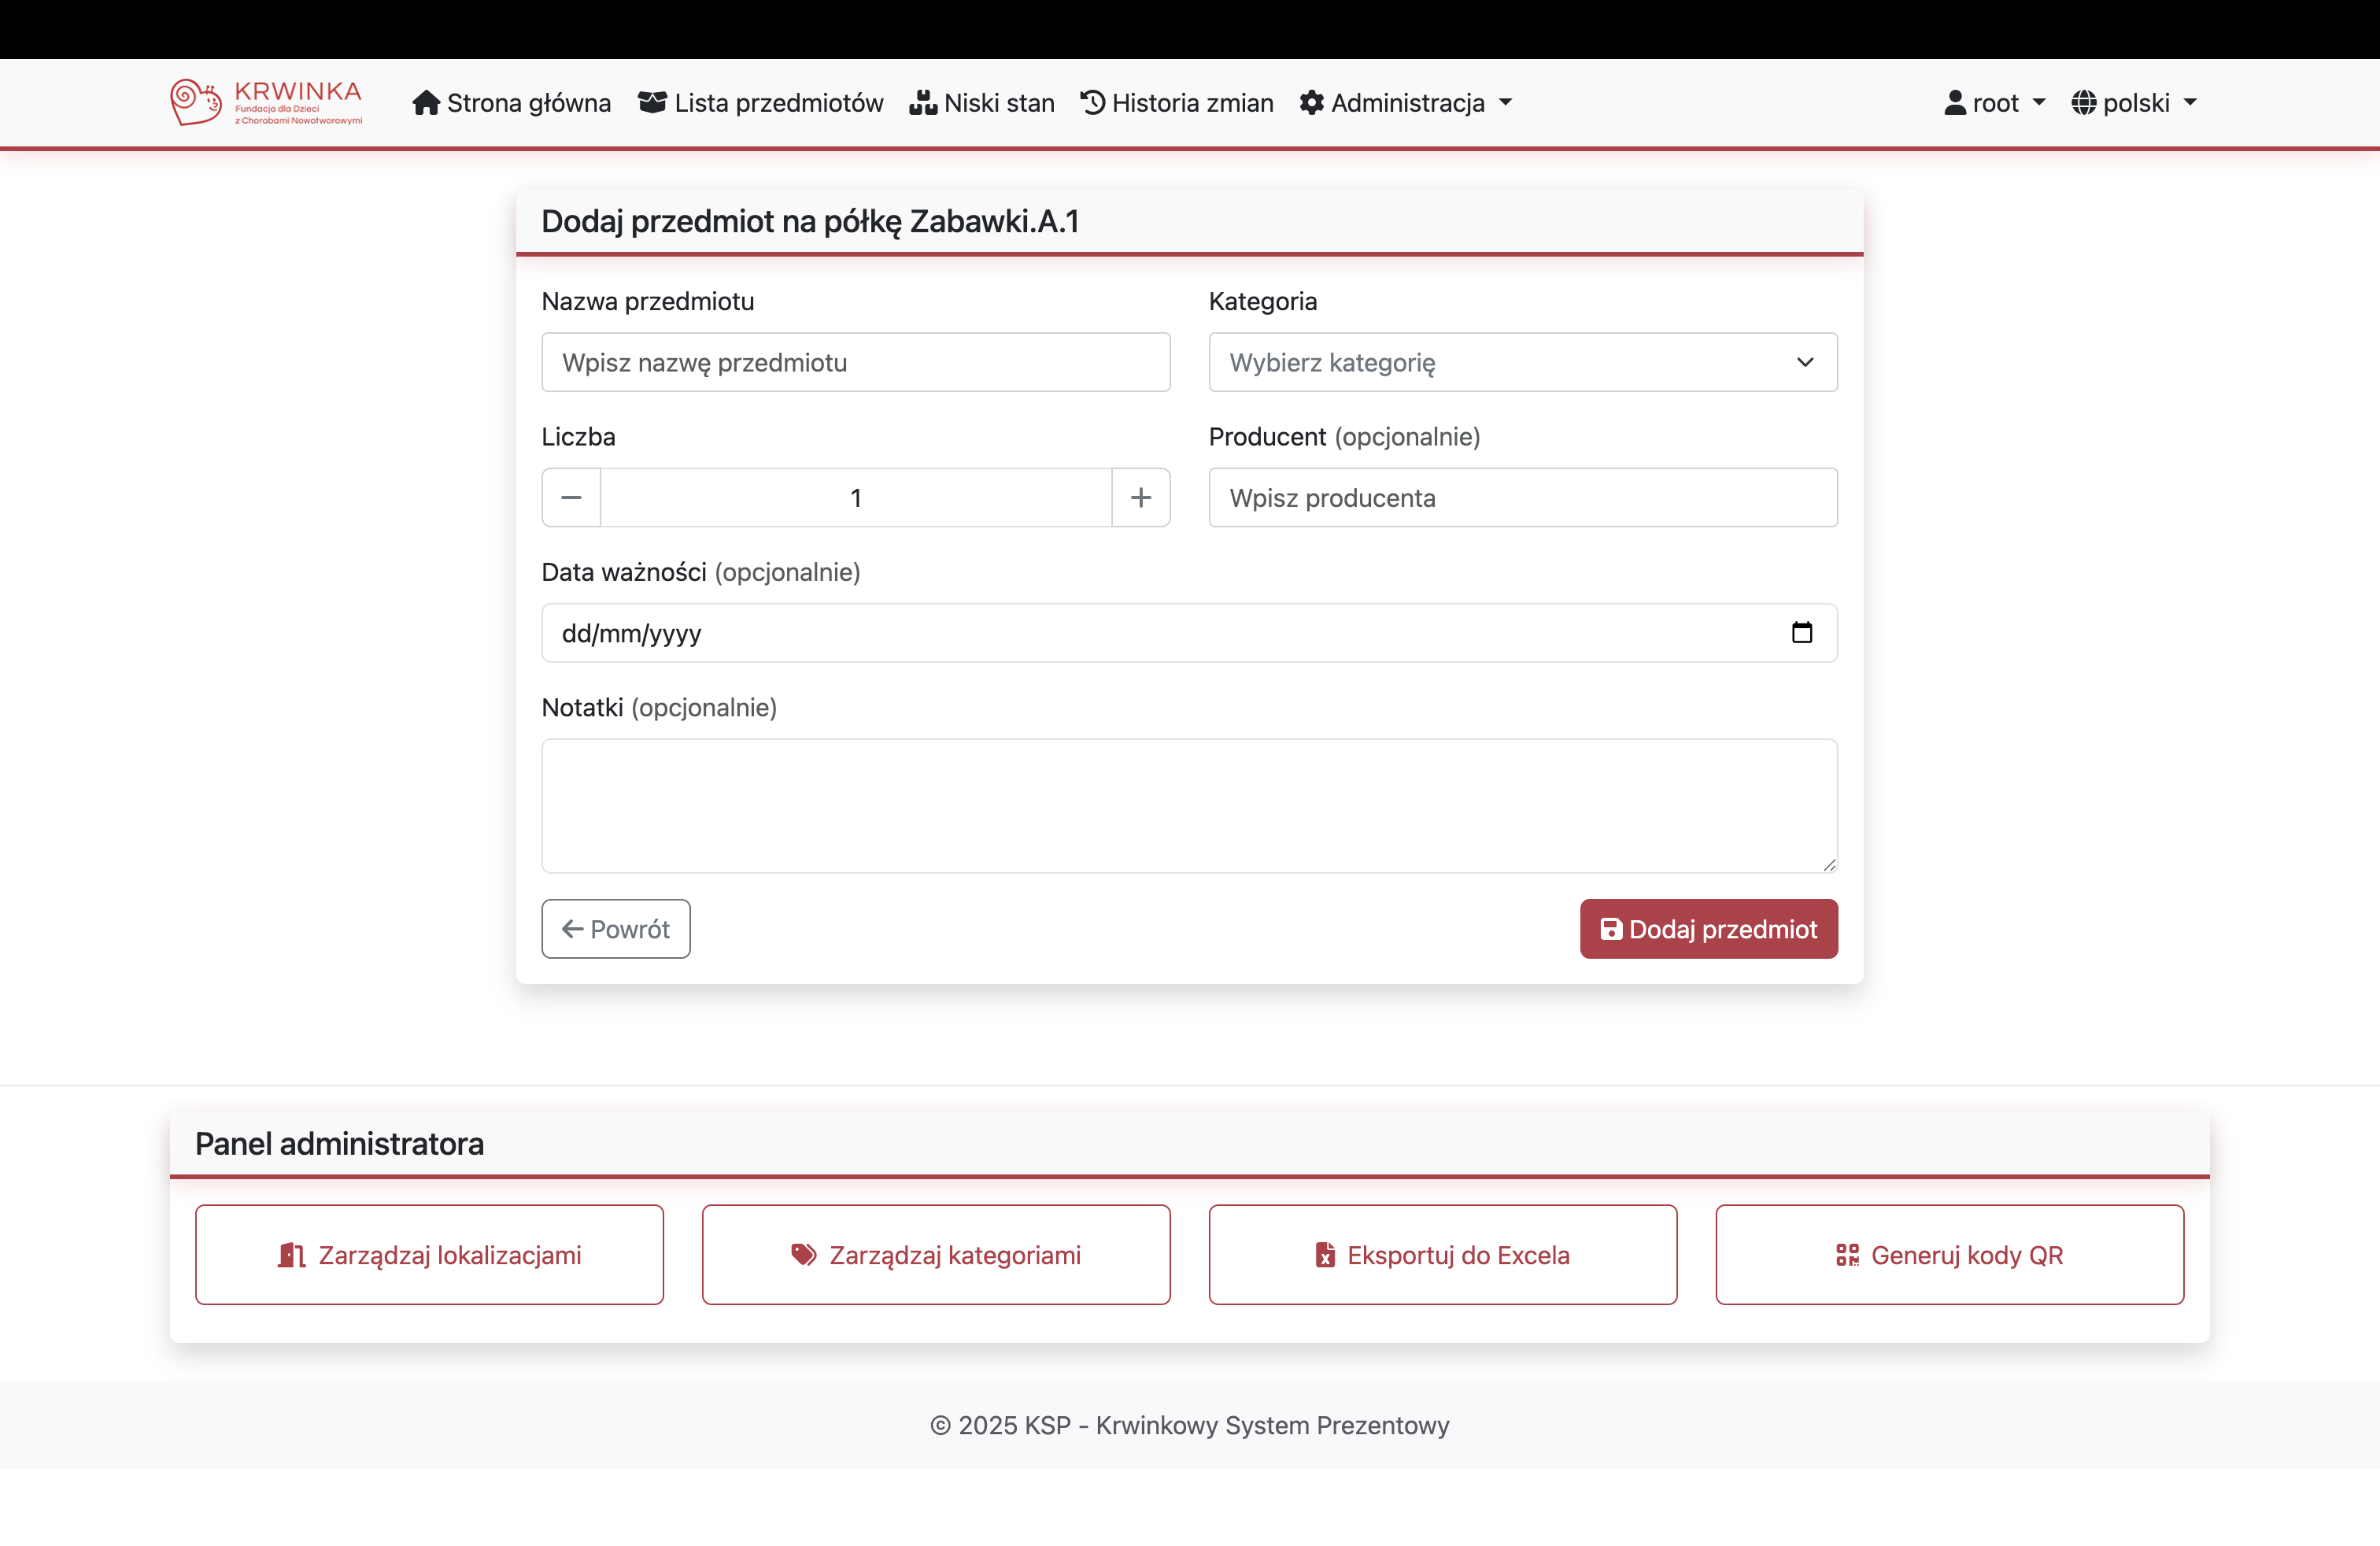 KRWINKA
Fundacja dla Dzieci
z Chorobami Nowotworowymi
Strona główna
Lista przedmiotów
Niski stan
Historia zmian
Administracja
root
polski
Dodaj przedmiot na półkę Zabawki.A.1
Nazwa przedmiotu
Wpisz nazwę przedmiotu
Kategoria
Wybierz kategorię
Liczba
1
Producent (opcjonalnie)
Wpisz producenta
Data ważności (opcjonalnie)
dd/mm/yyyy
Notatki (opcjonalnie)
Powrót
Dodaj przedmiot
Panel administratora
Zarządzaj lokalizacjami
Zarządzaj kategoriami
Eksportuj do Excela
Generuj kody QR
© 2025 KSP - Krwinkowy System Prezentowy